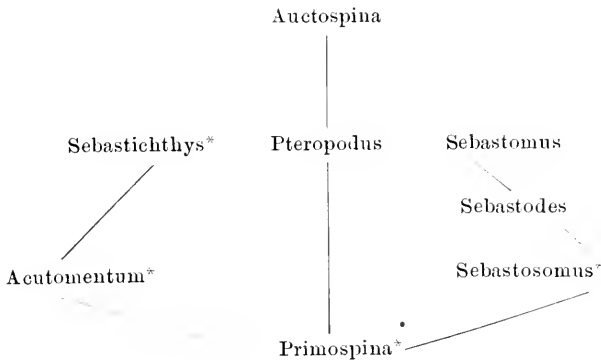 Auctospina
Sebastichthys* Pteropodus Sebastomus
Sebastodes
Acutomentum* Sebastosomus*
Primospina*